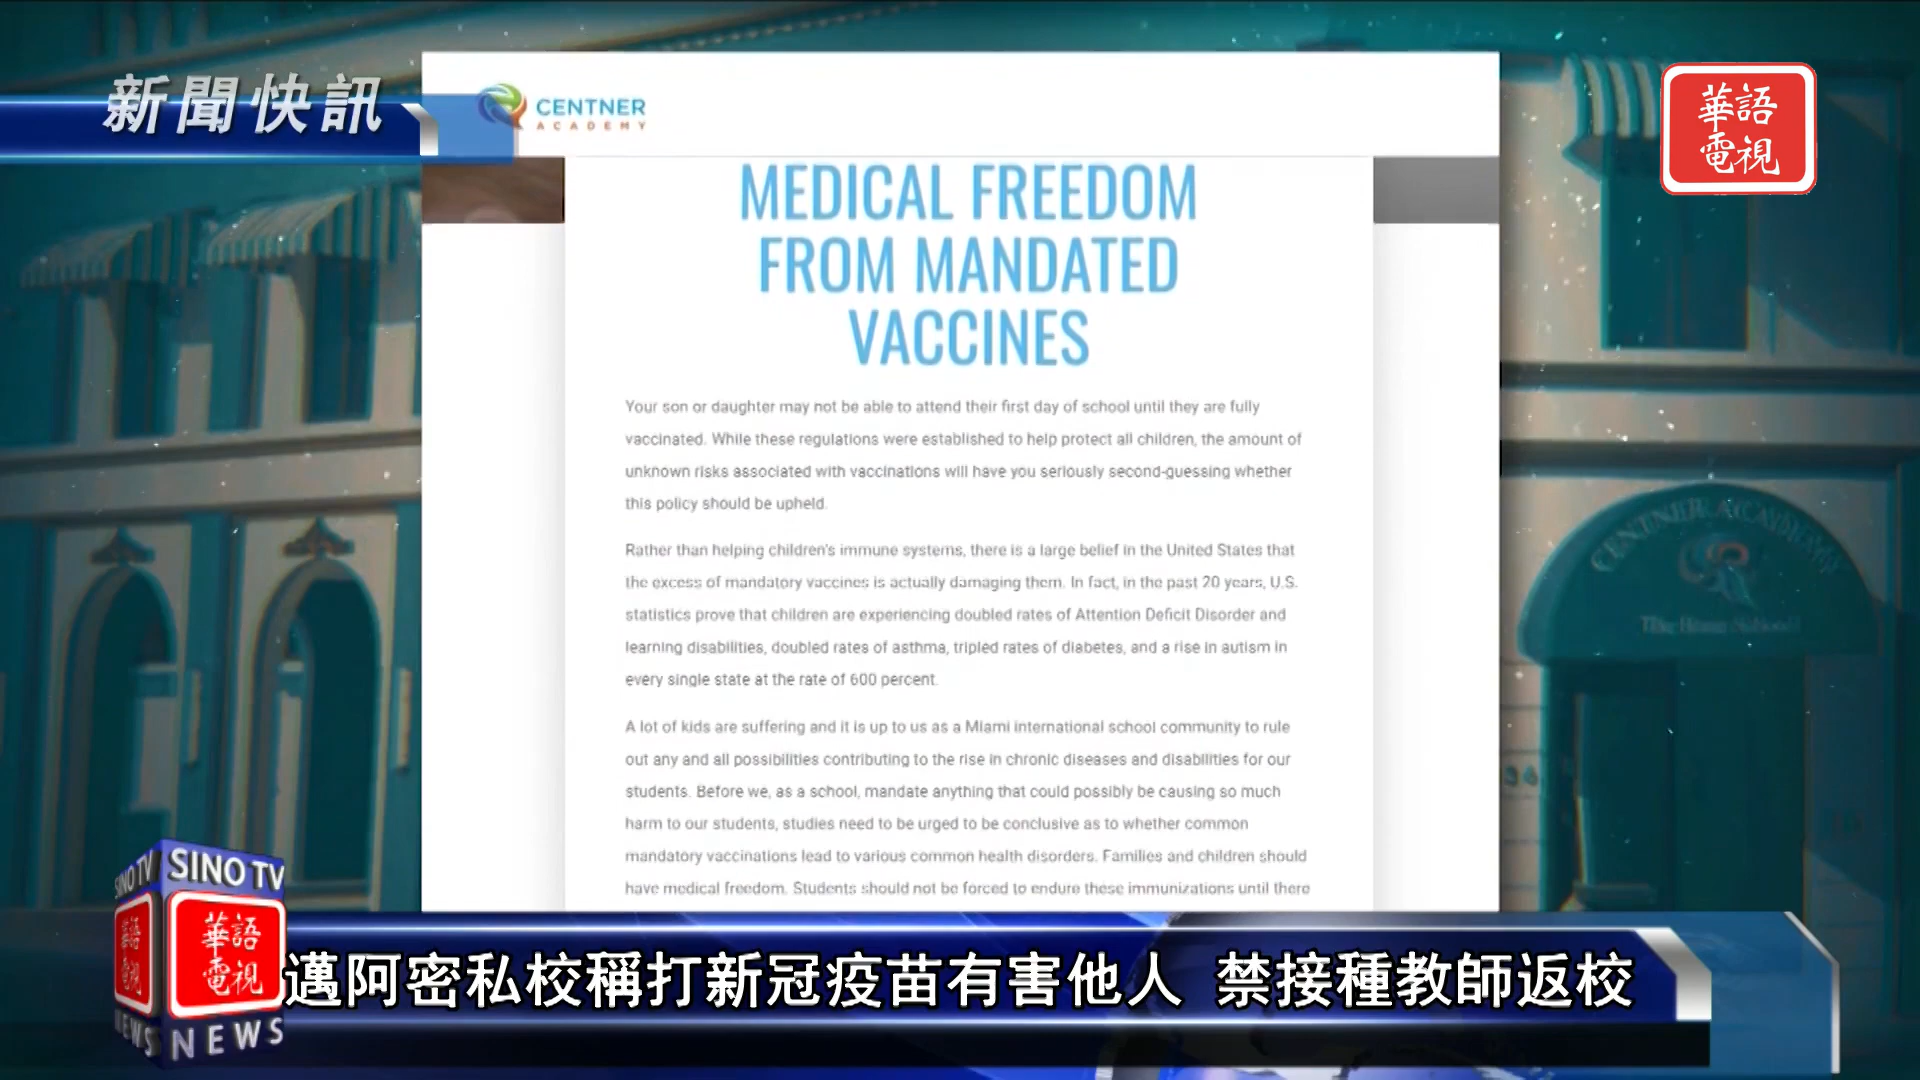 新聞快訊
CENTNER
ACADEMY
華語
電視
MEDICAL FREEDOM
FROM MANDATED
VACCINES
Your son or daughter may not be able to attend their first day of school until they are fully
vaccinated. While these regulations were established to help protect all children, the amount of
unknown risks associated with vaccinations will have you seriously second-guessing whether
this policy should be upheld.
Rather than helping children's immune systems, there is a large belief in the United States that
the excess of mandatory vaccines is actually damaging them. In fact, in the past 20 years, U.S.
statistics prove that children are experiencing doubled rates of Attention Deficit Disorder and
learning disabilities, doubled rates of asthma, tripled rates of diabetes, and a rise in autism in
every single state at the rate of 600 percent.
A lot of kids are suffering and it is up to us as a Miami international school community to rule
out any and all possibilities contributing to the rise in chronic diseases and disabilities for our
students. Before we, as a school, mandate anything that could possibly be causing so much
harm to our students, studies need to be urged to be conclusive as to whether common
mandatory vaccinations lead to various common health disorders. Families and children should
have medical freedom. Students should not be forced to endure these immunizations until there
CENTNER ACADEMY
SINO TV
SINO TV
華語
電視
華語
電視
NEWS
NEWS
邁阿密私校稱打新冠疫苗有害他人 禁接種教師返校